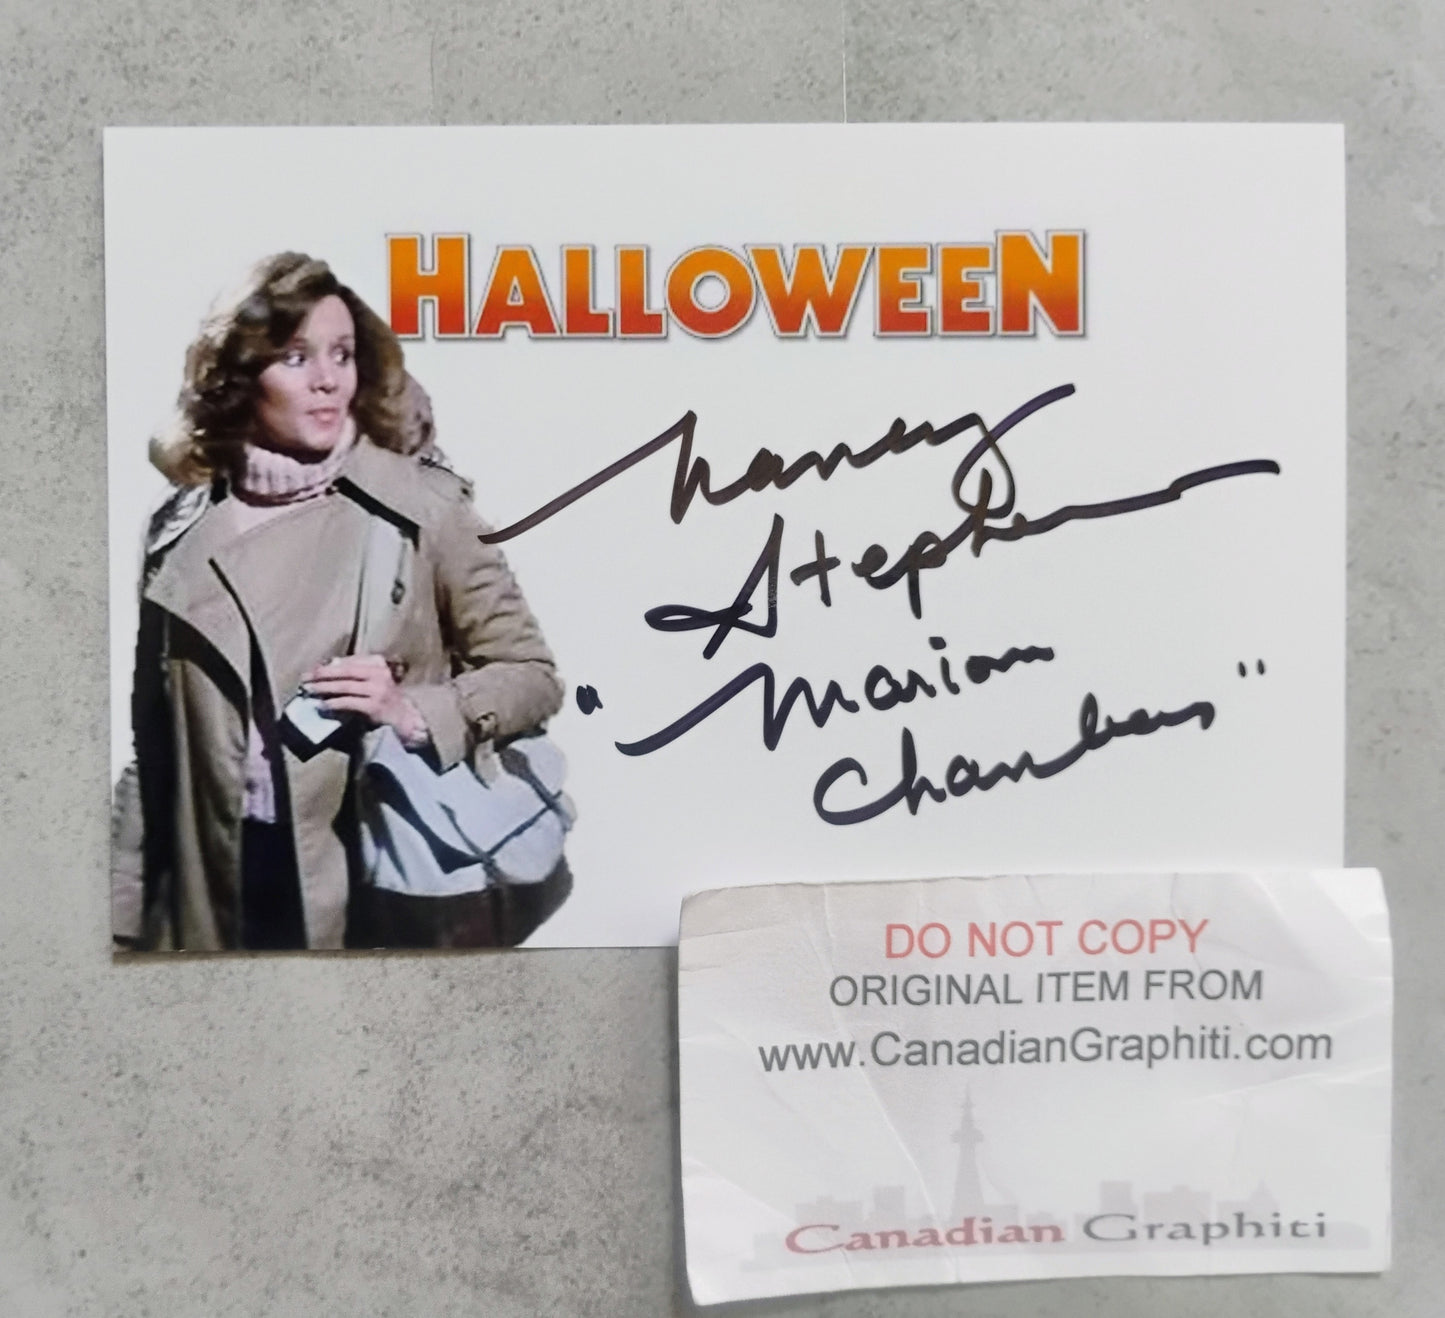 HALLOWEEN
Nancy
Stephens
"Marion
Chambers"
DO NOT COPY
ORIGINAL ITEM FROM
www.CanadianGraphiti.com
Canadian Graphiti